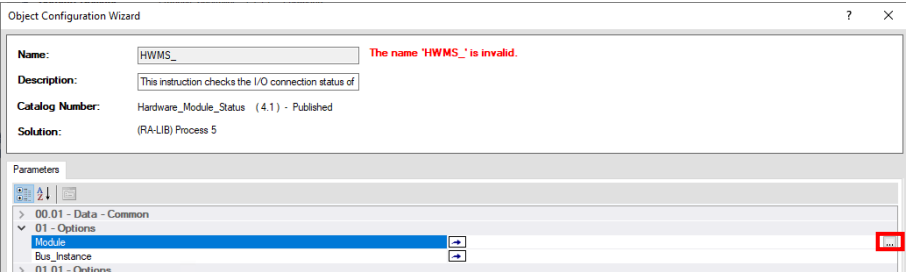 Object Configuration Wizard ? ×
Name: HWMS_ The name 'HWMS_' is invalid.
Description: This instruction checks the I/O connection status of
Catalog Number: Hardware_Module_Status ( 4.1 ) - Published
Solution: (RA-LIB) Process 5
Parameters
00.01 - Data - Common
01 - Options
Module ...
Bus_Instance
01.01 - Options